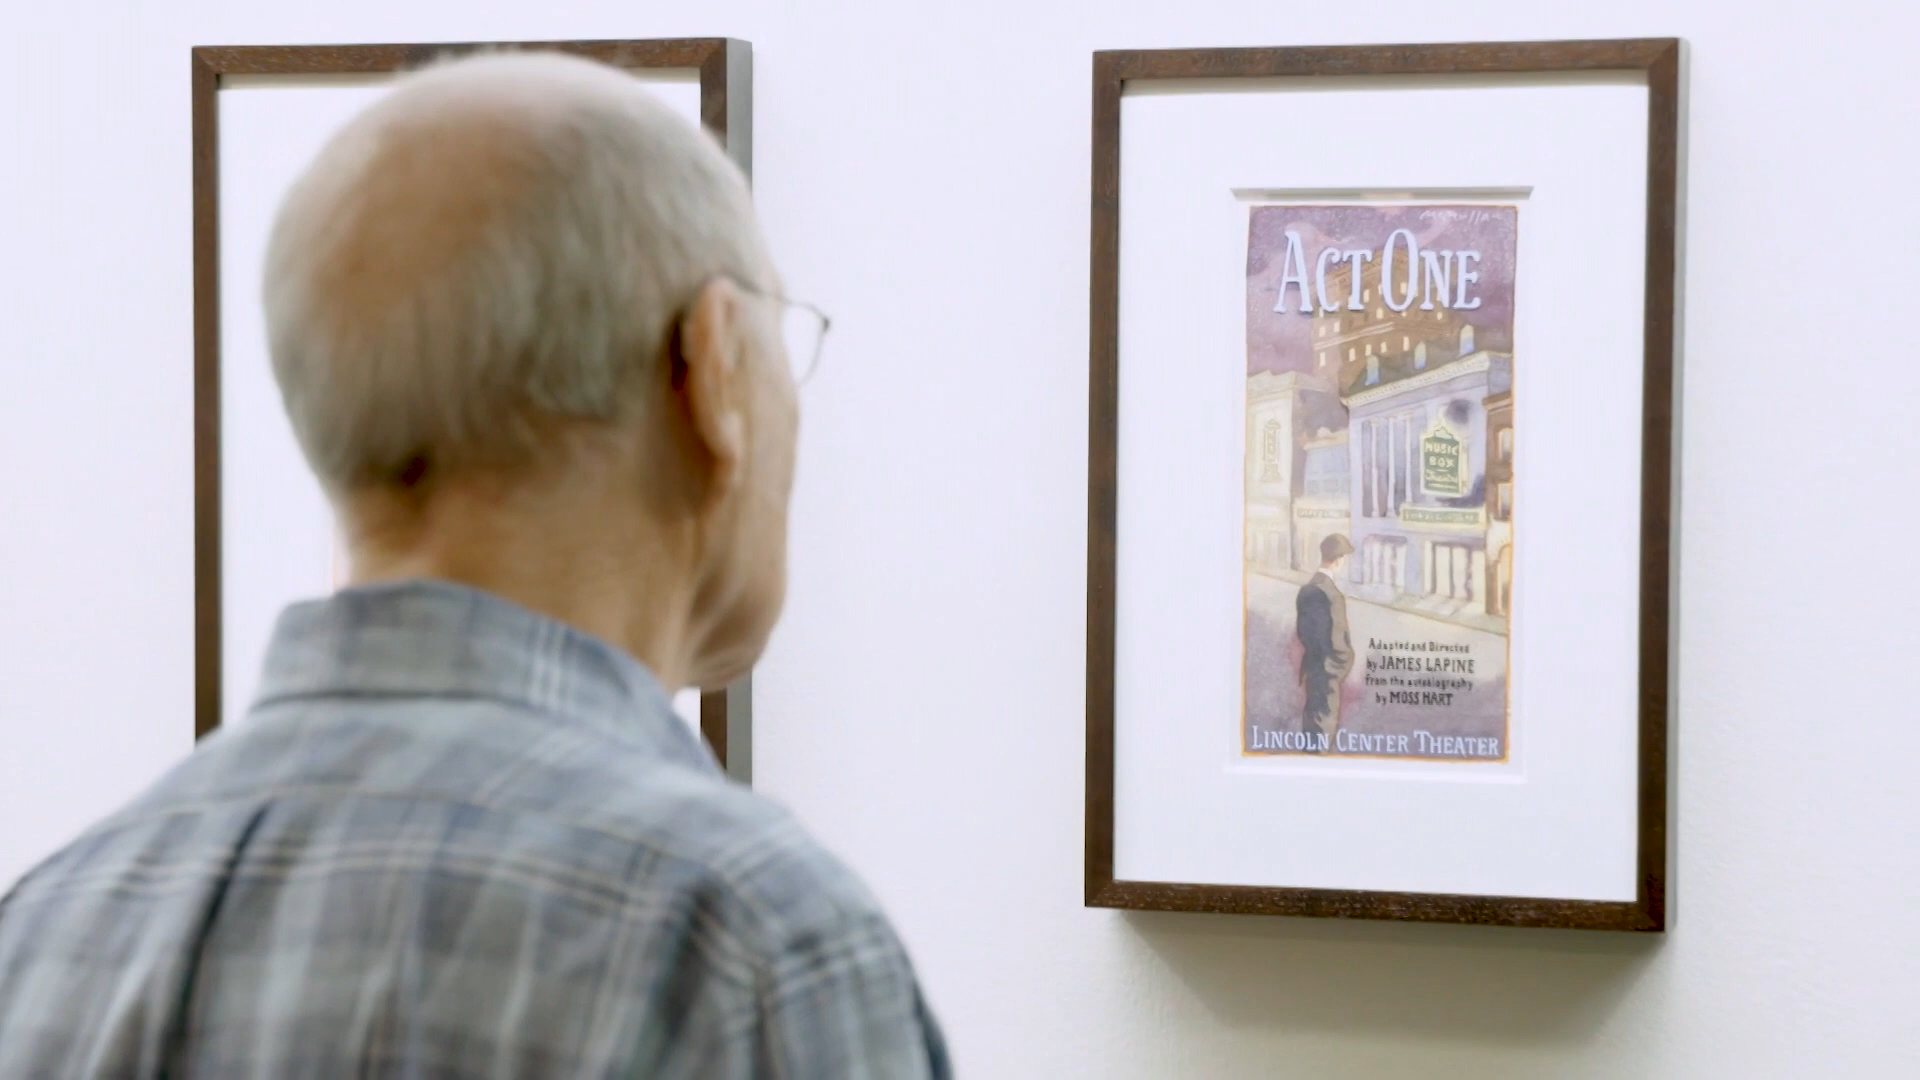 ACT ONE
MUSIC
BOX
Theatre
Adapted and Directed
by JAMES LAPINE
from the autobiography
by MOSS HART
LINCOLN CENTER THEATER